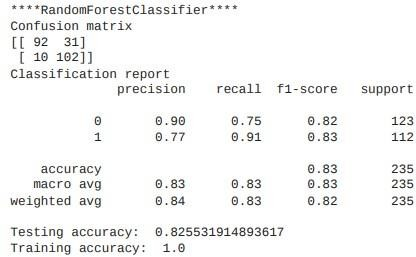 ****RandomForestClassifier****
Confusion matrix
[[ 92  31]
 [ 10 102]]
Classification report
              precision    recall  f1-score   support

           0       0.90      0.75      0.82       123
           1       0.77      0.91      0.83       112

    accuracy                           0.83       235
   macro avg       0.83      0.83      0.83       235
weighted avg       0.84      0.83      0.82       235

Testing accuracy:  0.825531914893617
Training accuracy:  1.0